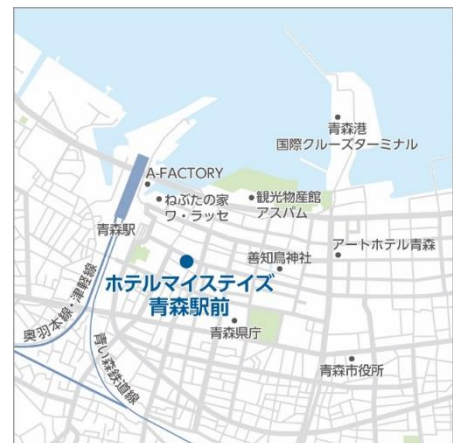 青森港
国際クルーズターミナル
A-FACTORY
ねぶたの家
ワ・ラッセ
観光物産館
アスパム
青森駅
善知鳥神社
アートホテル青森
ホテルマイステイズ
青森駅前
奥羽本線・津軽線
青い森鉄道線
青森県庁
青森市役所